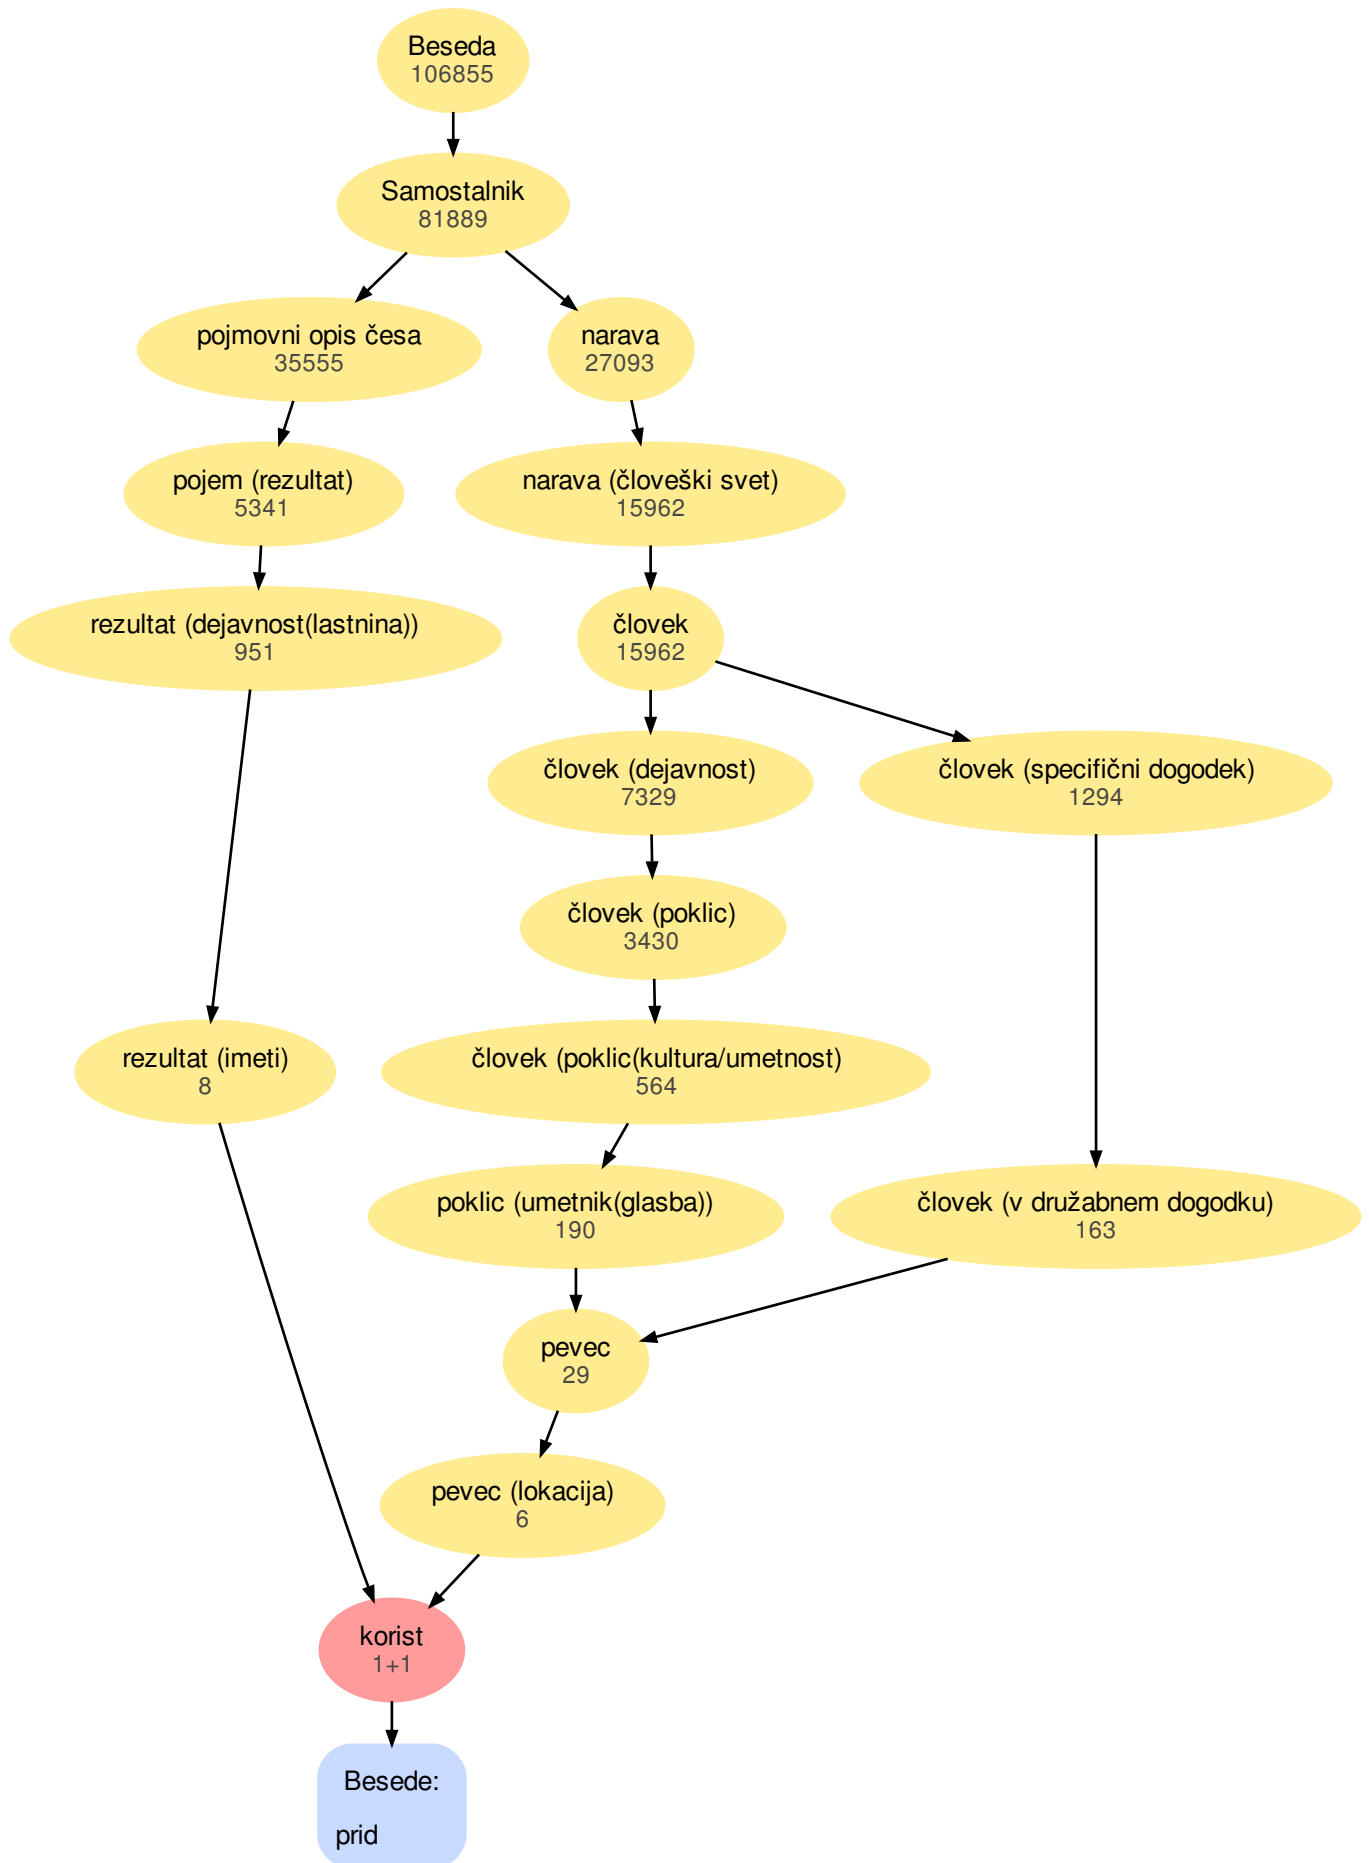 Beseda
106855
Samostalnik
81889
pojmovni opis česa
35555
narava
27093
pojem (rezultat)
5341
narava (človeški svet)
15962
rezultat (dejavnost(lastnina))
951
človek
15962
človek (dejavnost)
7329
človek (specifični dogodek)
1294
človek (poklic)
3430
rezultat (imeti)
8
človek (poklic(kultura/umetnost)
564
poklic (umetnik(glasba))
190
človek (v družabnem dogodku)
163
pevec
29
pevec (lokacija)
6
korist
1+1
Besede:
prid